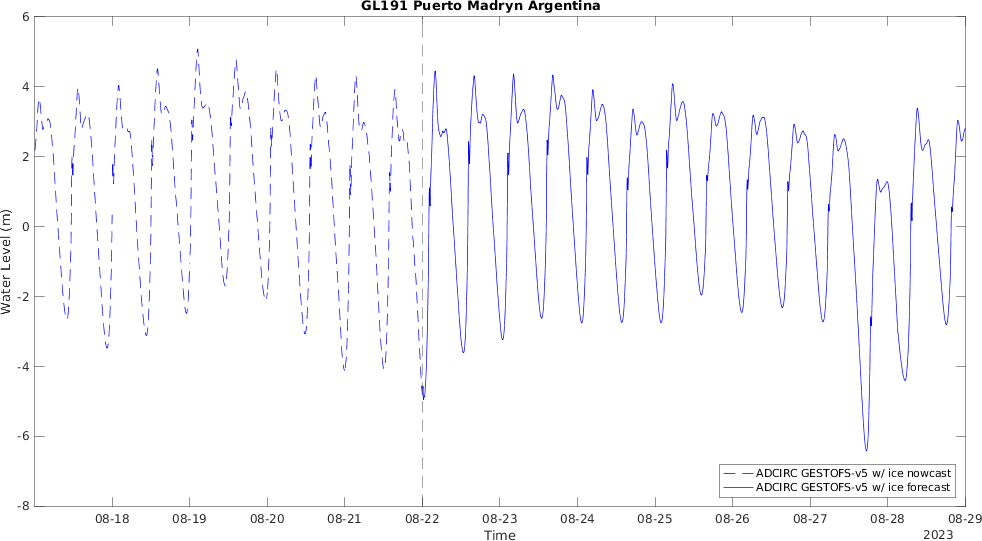 GL191 Puerto Madryn Argentina
6
4
2
0
-2
-4
-6
-8
Water Level (m)
ADCIRC GESTOFS-v5 w/ ice nowcast
ADCIRC GESTOFS-v5 w/ ice forecast
08-18 08-19 08-20 08-21 08-22 08-23 08-24 08-25 08-26 08-27 08-28 08-29
Time
2023